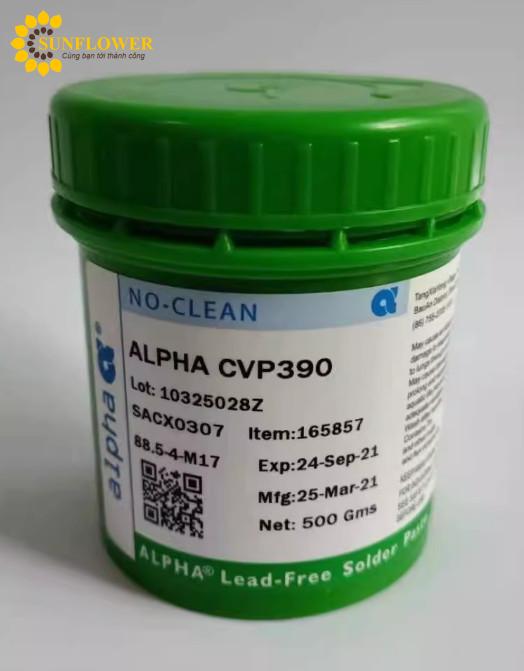 SUNFLOWER
Cùng bạn tới thành công
NO-CLEAN
alpha®
ALPHA CVP390
Lot: 10325028Z
SACX0307 Item:165857
88.5-4-M17 Exp:24-Sep-21
Mfg:25-Mar-21
Net: 500 Gms
ALPHA® Lead-Free Solder Paste